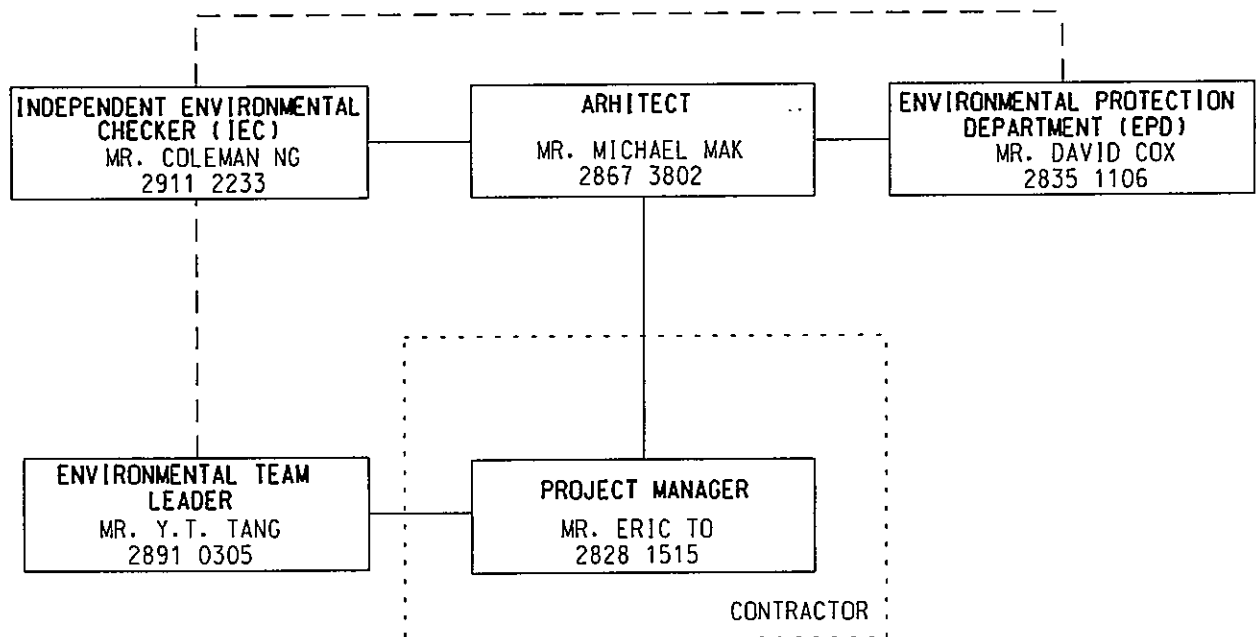 INDEPENDENT ENVIRONMENTAL
CHECKER (IEC)
MR. COLEMAN NG
2911 2233
ARHITECT
MR. MICHAEL MAK
2867 3802
ENVIRONMENTAL PROTECTION
DEPARTMENT (EPD)
MR. DAVID COX
2835 1106
ENVIRONMENTAL TEAM
LEADER
MR. Y.T. TANG
2891 0305
PROJECT MANAGER
MR. ERIC TO
2828 1515
CONTRACTOR